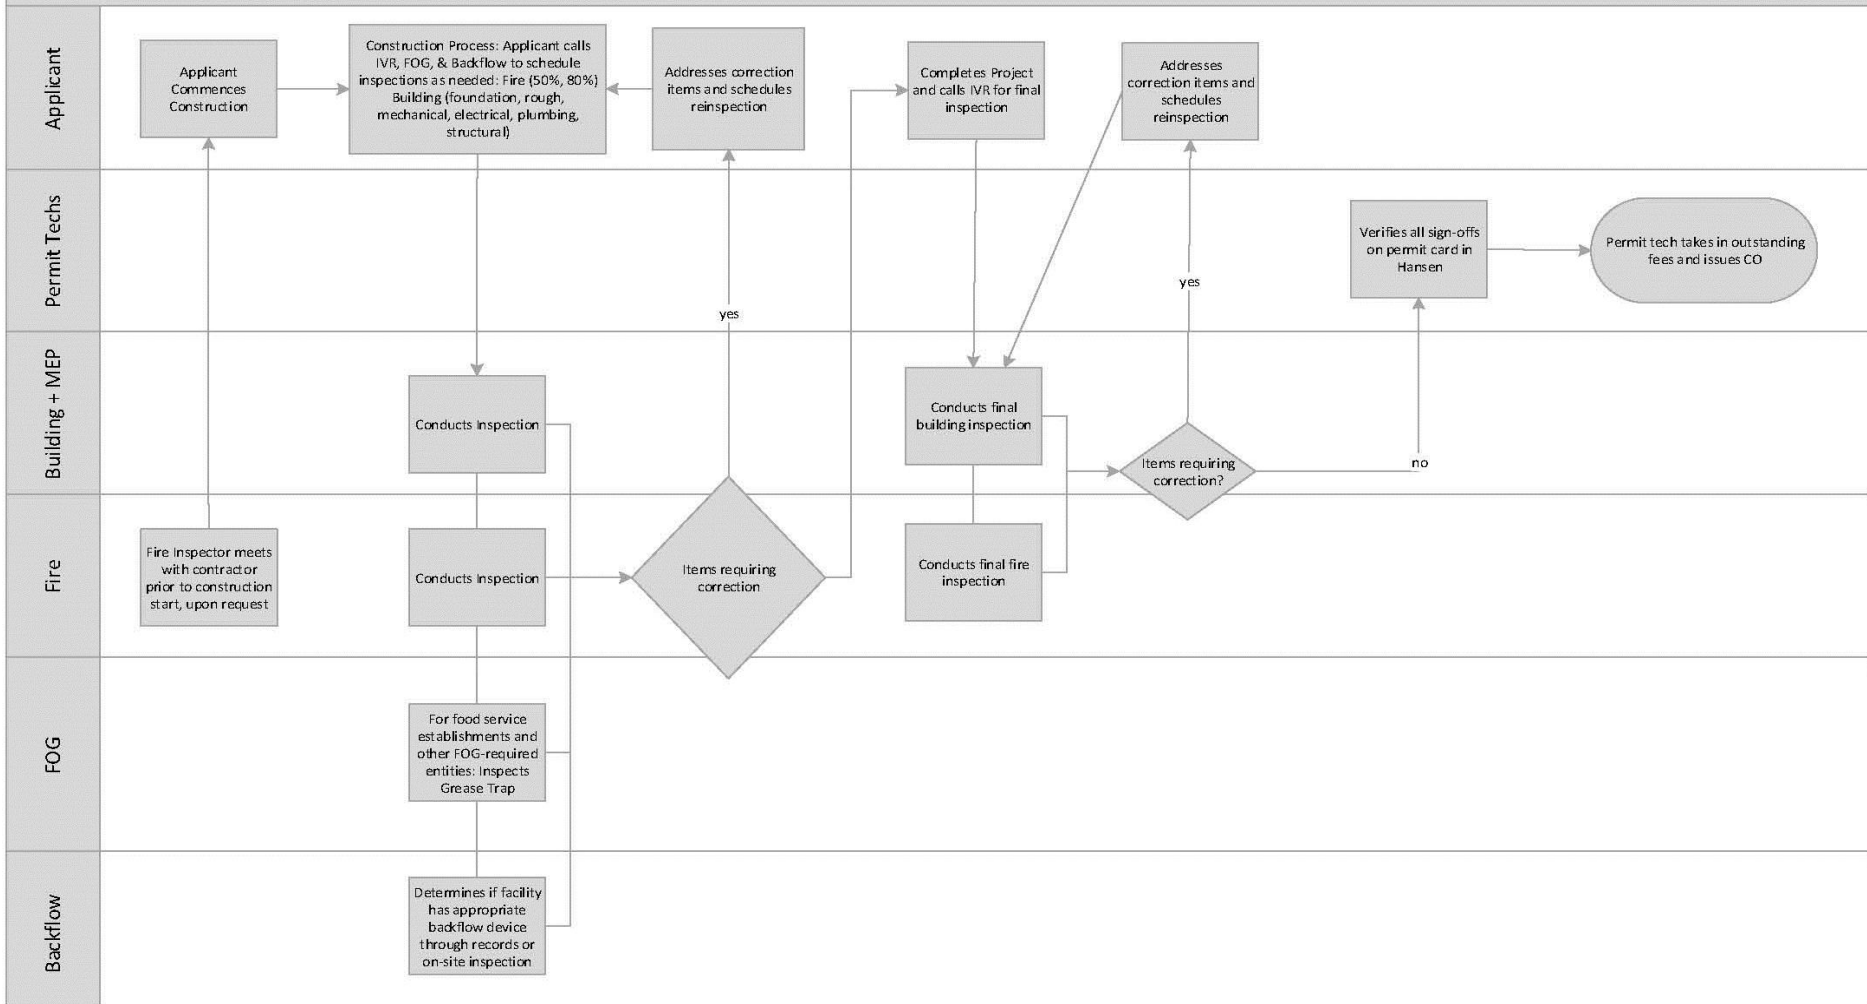 Applicant
Applicant
Commences
Construction
Construction Process: Applicant calls
IVR, FOG, & Backflow to schedule
inspections as needed: Fire (50%, 80%)
Building (foundation, rough,
mechanical, electrical, plumbing,
structural)
Addresses correction
items and schedules
reinspection
Completes Project
and calls IVR for final
inspection
Addresses
correction items and
schedules
reinspection
Permit Techs
yes
yes
Verifies all sign-offs
on permit card in
Hansen
Permit tech takes in outstanding
fees and issues CO
Building + MEP
Conducts Inspection
Conducts final
building inspection
Items requiring
correction?
no
Fire
Fire Inspector meets
with contractor
prior to construction
start, upon request
Conducts Inspection
Items requiring
correction
Conducts final fire
inspection
FOG
For food service
establishments and
other FOG-required
entities: Inspects
Grease Trap
Backflow
Determines if facility
has appropriate
backflow device
through records or
on-site inspection